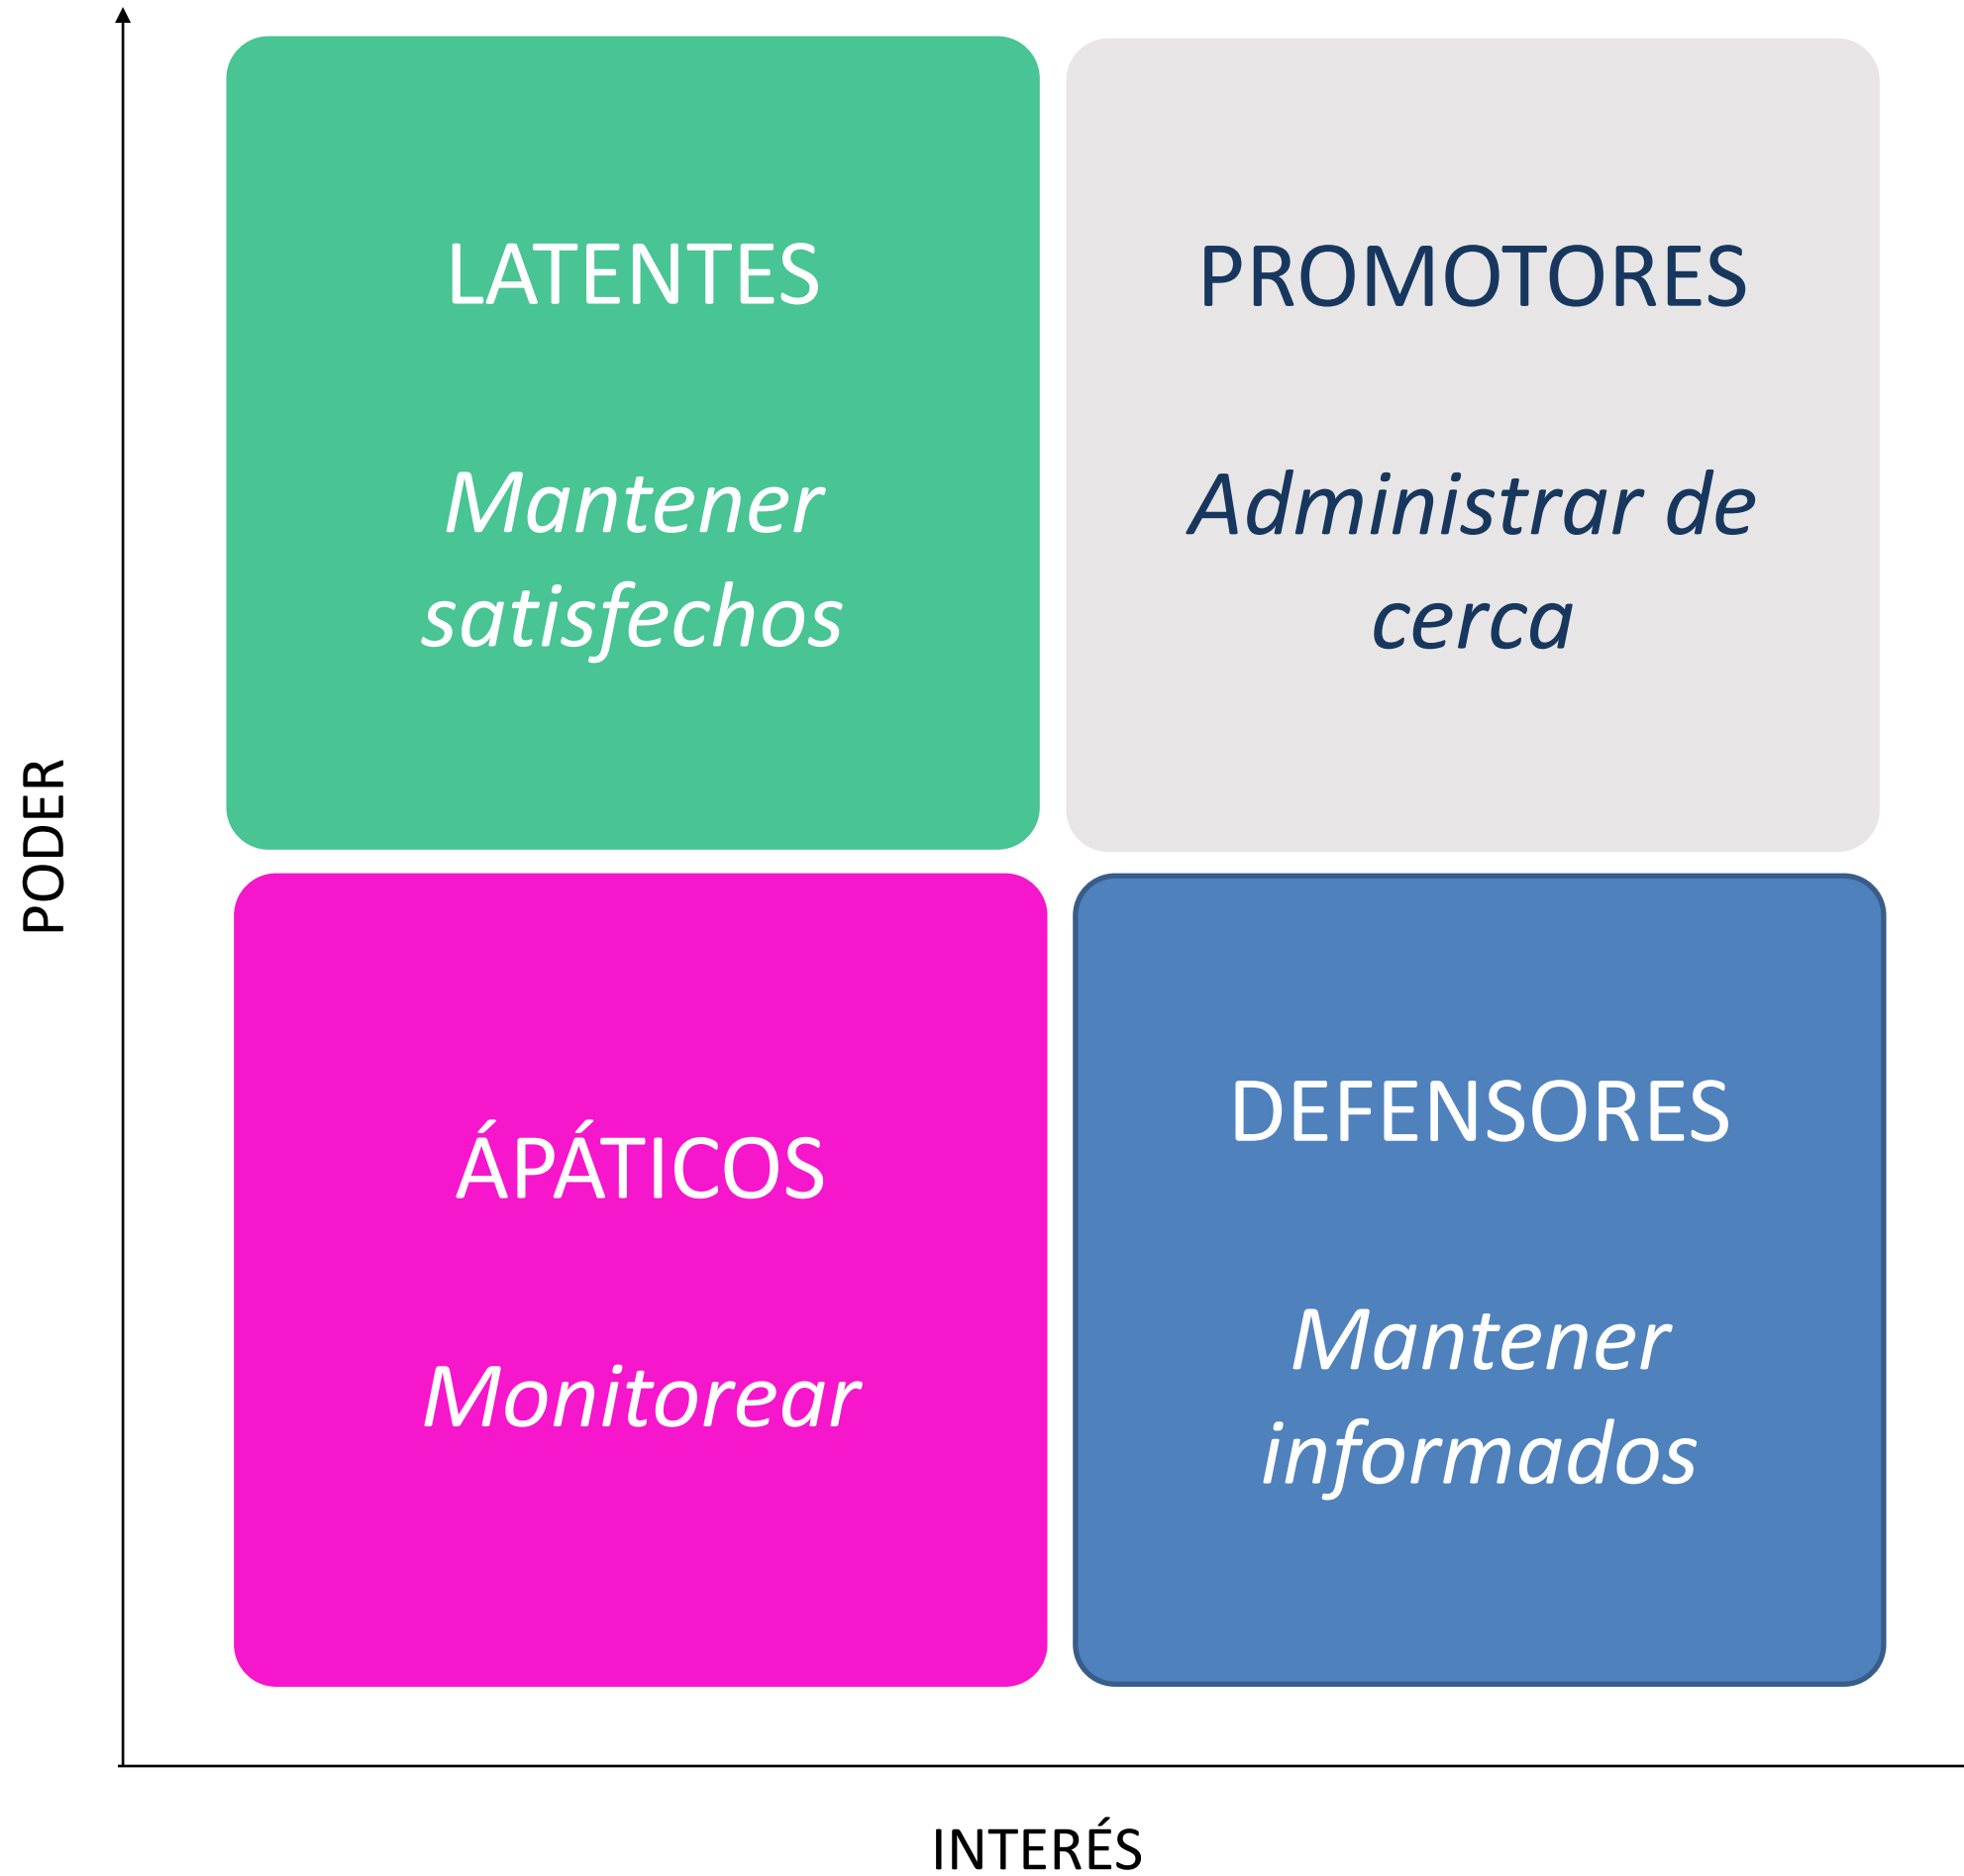 LATENTES
Mantener
satisfechos
PROMOTORES
Administrar de
cerca
PODER
ÁPÁTICOS
Monitorear
DEFENSORES
Mantener
informados
INTERÉS